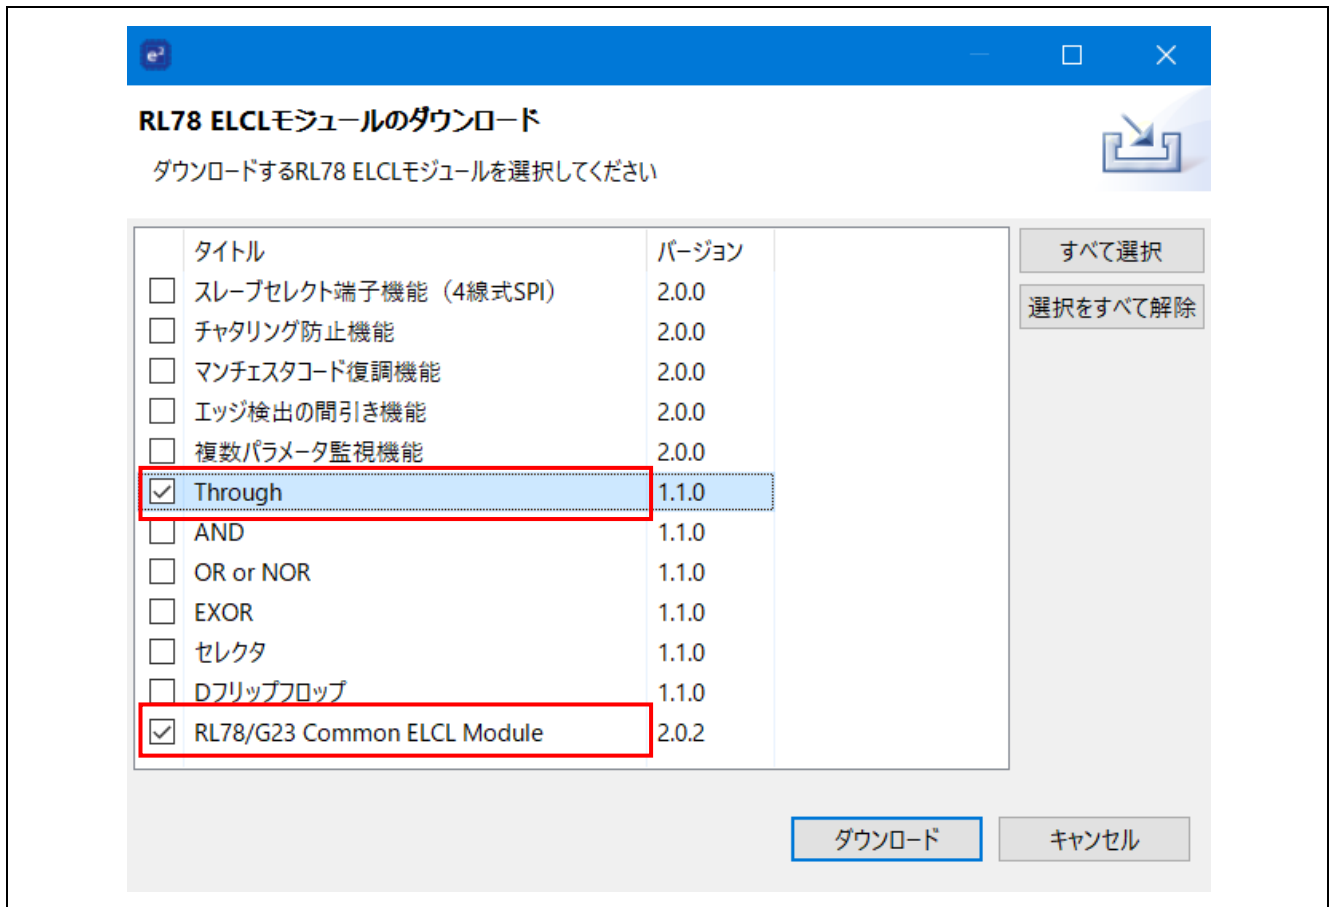 e²
RL78 ELCLモジュールのダウンロード
ダウンロードするRL78 ELCLモジュールを選択してください
タイトル バージョン
スレーブセレクト端子機能（4線式SPI） 2.0.0
チャタリング防止機能 2.0.0
マンチェスタコード復調機能 2.0.0
エッジ検出の間引き機能 2.0.0
複数パラメータ監視機能 2.0.0
Through 1.1.0
AND 1.1.0
OR or NOR 1.1.0
EXOR 1.1.0
セレクタ 1.1.0
Dフリップフロップ 1.1.0
RL78/G23 Common ELCL Module 2.0.2
すべて選択
選択をすべて解除
ダウンロード
キャンセル